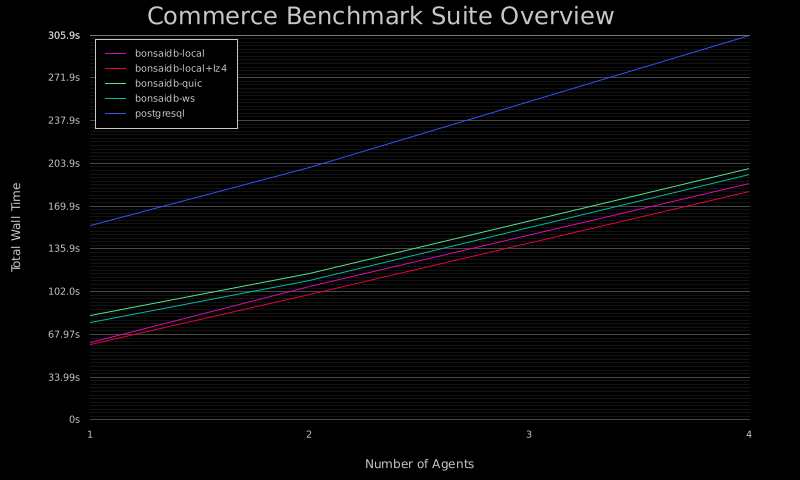 Commerce Benchmark Suite Overview
305.9s
bonsaidb-local
bonsaidb-local+lz4
bonsaidb-quic
bonsaidb-ws
postgresql
271.9s
237.9s
203.9s
169.9s
135.9s
102.0s
67.97s
33.99s
0s
Total Wall Time
1
2
3
4
Number of Agents